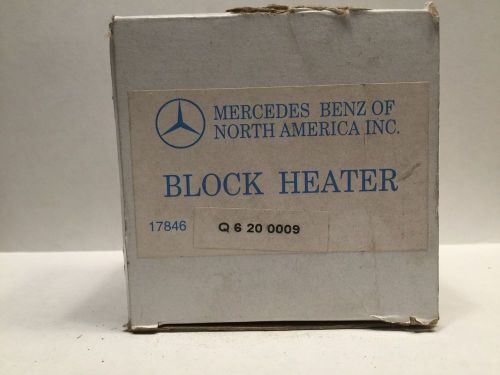 MERCEDES BENZ OF
NORTH AMERICA INC.
BLOCK HEATER
17846 Q 6 20 0009